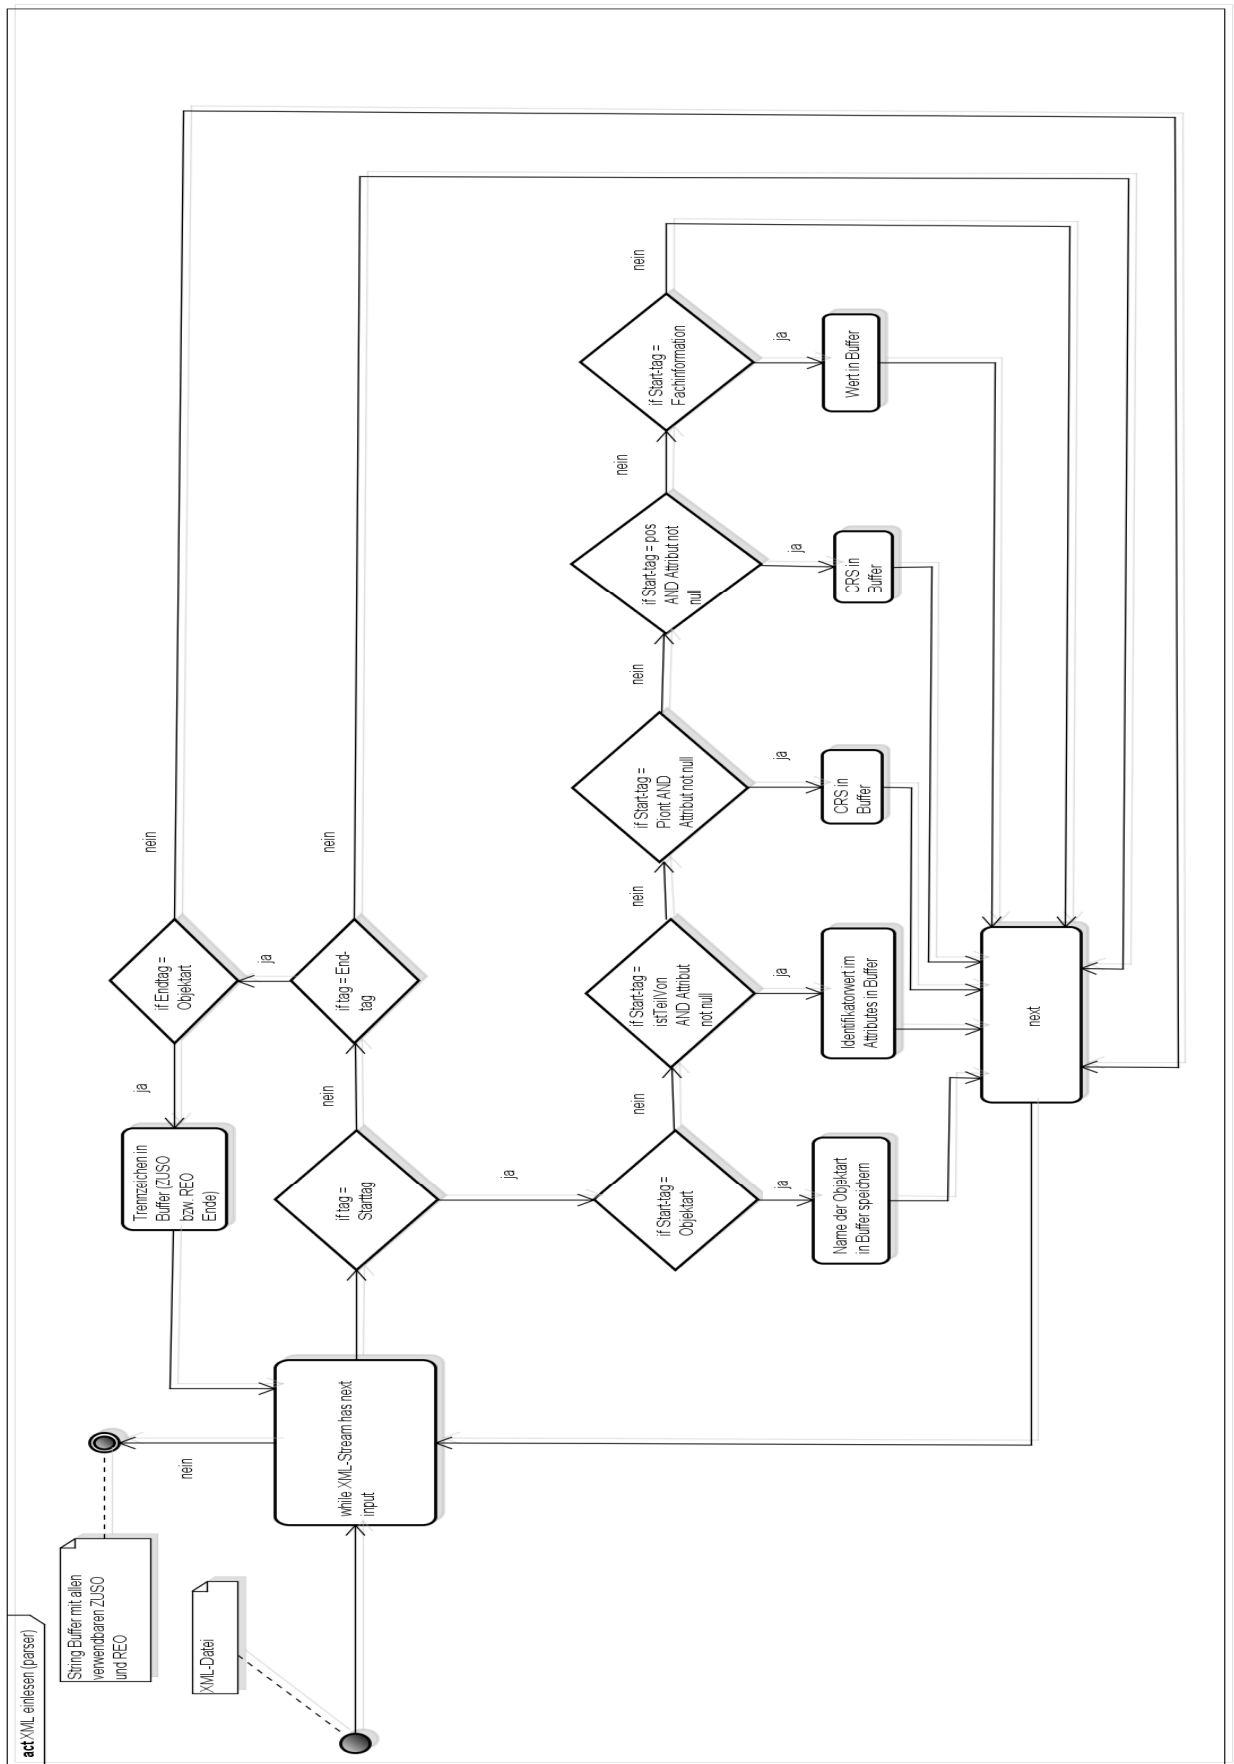 act XML einlesen (parser)
String Buffer mit allen
verwendbaren ZUSO
und REO
XML-Datei
nein
while XML-Stream has next
input
Trennzeichen in
Buffer (ZUSO
bzw. REO
Ende)
ja
if Endtag =
Objektart
nein
ja
if tag =
Starttag
nein
if tag = End-
tag
nein
ja
if Start-tag =
Objektart
nein
if Start-tag =
istTeilVon
AND Attribut
not null
nein
if Start-tag =
Piont AND
Attribut not null
nein
if Start-tag = pos
AND Attribut not
null
nein
if Start-tag =
Fachinformation
nein
ja
ja
ja
ja
ja
Name der Objektart
in Buffer speichern
Identifikatorwert im
Attributes in Buffer
CRS in
Buffer
CRS in
Buffer
Wert in Buffer
next